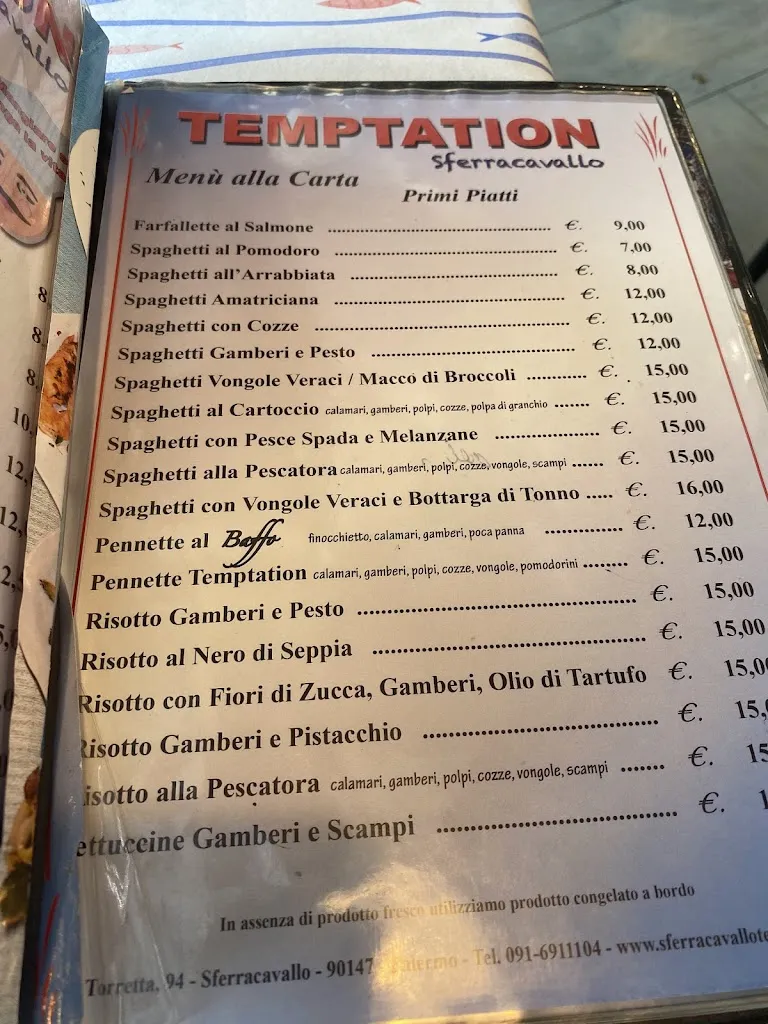 TEMPTATION
Sferracavallo
Menù alla Carta
Primi Piatti
Farfallette al Salmone ........ €. 9,00
Spaghetti al Pomodoro ........ €. 7,00
Spaghetti all'Arrabbiata ........ €. 8,00
Spaghetti Amatriciana ........ €. 12,00
Spaghetti con Cozze ........ €. 12,00
Spaghetti Gamberi e Pesto ........ €. 12,00
Spaghetti Vongole Veraci / Macco di Broccoli ........ €. 15,00
Spaghetti al Cartoccio calamari, gamberi, polpi, cozze, polpa di granchio ....... €. 15,00
Spaghetti con Pesce Spada e Melanzane ........ €. 15,00
Spaghetti alla Pescatora calamari, gamberi, polpi, cozze, vongole, scampi ...... €. 15,00
Spaghetti con Vongole Veraci e Bottarga di Tonno ..... €. 16,00
Pennette al Baffo finocchietto, calamari, gamberi, poca panna ........ €. 12,00
Pennette Temptation calamari, gamberi, polpi, cozze, vongole, pomodorini ........ €. 15,00
Risotto Gamberi e Pesto ........ €. 15,00
Risotto al Nero di Seppia ........ €. 15,00
Risotto con Fiori di Zucca, Gamberi, Olio di Tartufo €. 15,00
Risotto Gamberi e Pistacchio ........ €. 15,
isotto alla Pescatora calamari, gamberi, polpi, cozze, vongole, scampi ....... €. 15
ettuccine Gamberi e Scampi ........ €. 1
In assenza di prodotto fresco utilizziamo prodotto congelato a bordo
Torretta, 94 - Sferracavallo - 90147 Palermo - Tel. 091-6911104 - www.sferracavallote